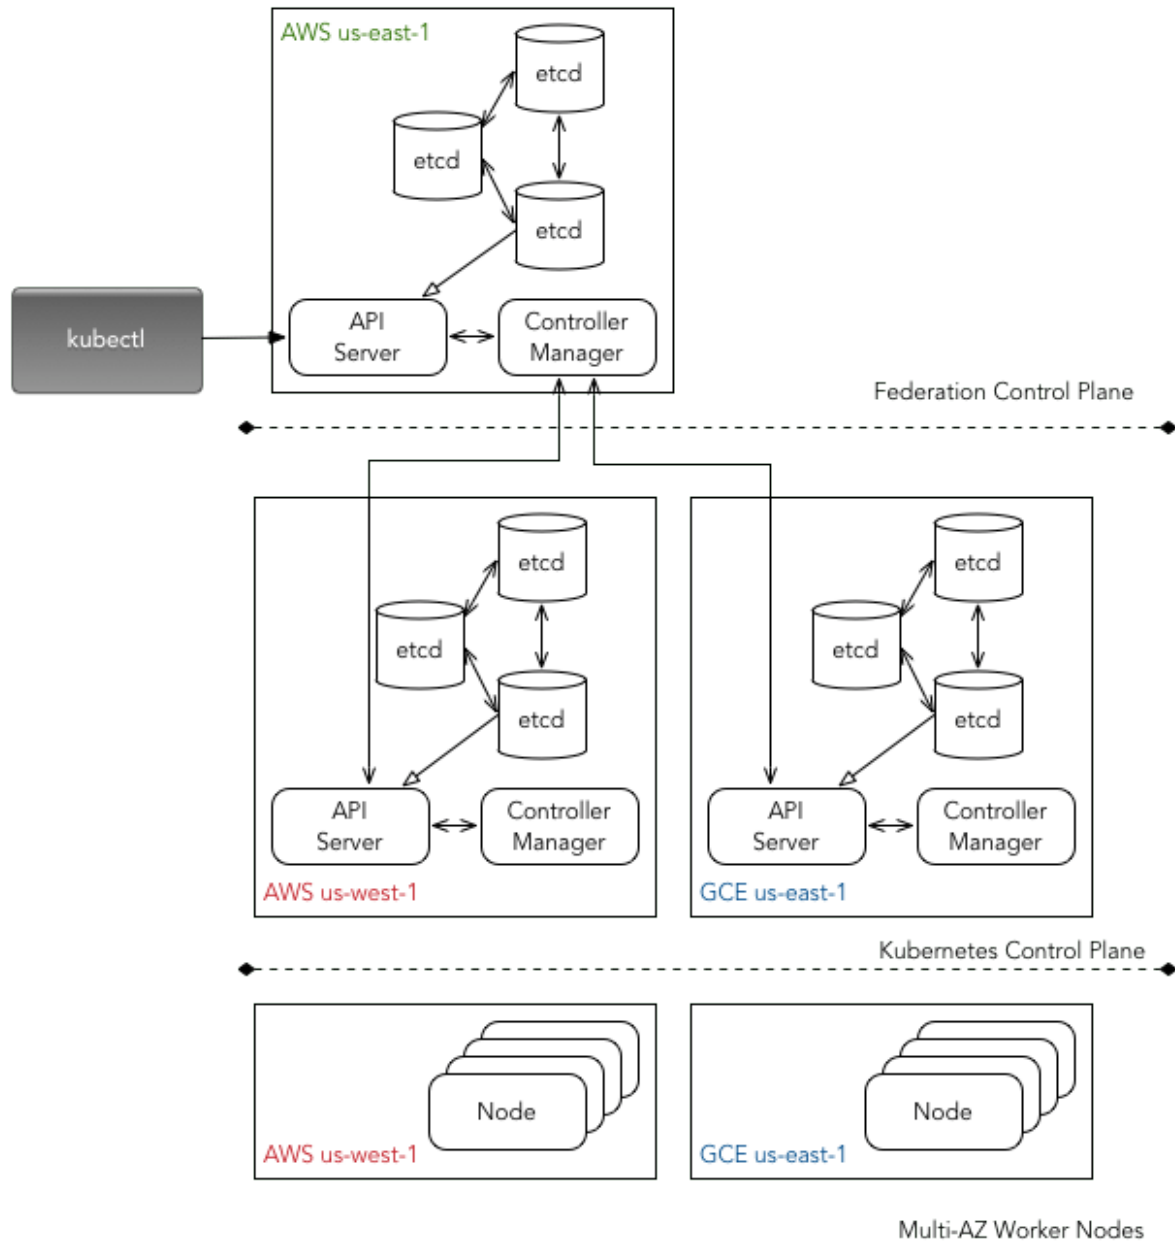 AWS us-east-1
etcd
etcd
etcd
kubectl
API
Server
Controller
Manager
Federation Control Plane
etcd
etcd
etcd
API
Server
Controller
Manager
AWS us-west-1
etcd
etcd
etcd
API
Server
Controller
Manager
GCE us-east-1
Kubernetes Control Plane
Node
AWS us-west-1
Node
GCE us-east-1
Multi-AZ Worker Nodes